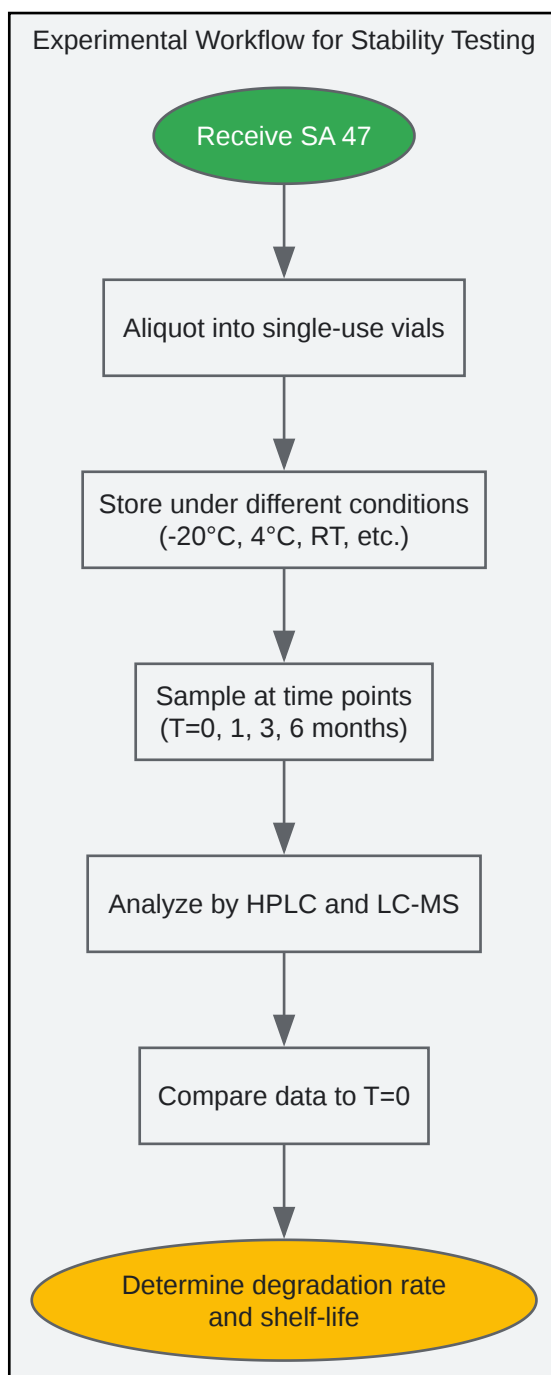 Experimental Workflow for Stability Testing
Receive SA 47
Aliquot into single-use vials
Store under different conditions
(-20°C, 4°C, RT, etc.)
Sample at time points
(T=0, 1, 3, 6 months)
Analyze by HPLC and LC-MS
Compare data to T=0
Determine degradation rate
and shelf-life